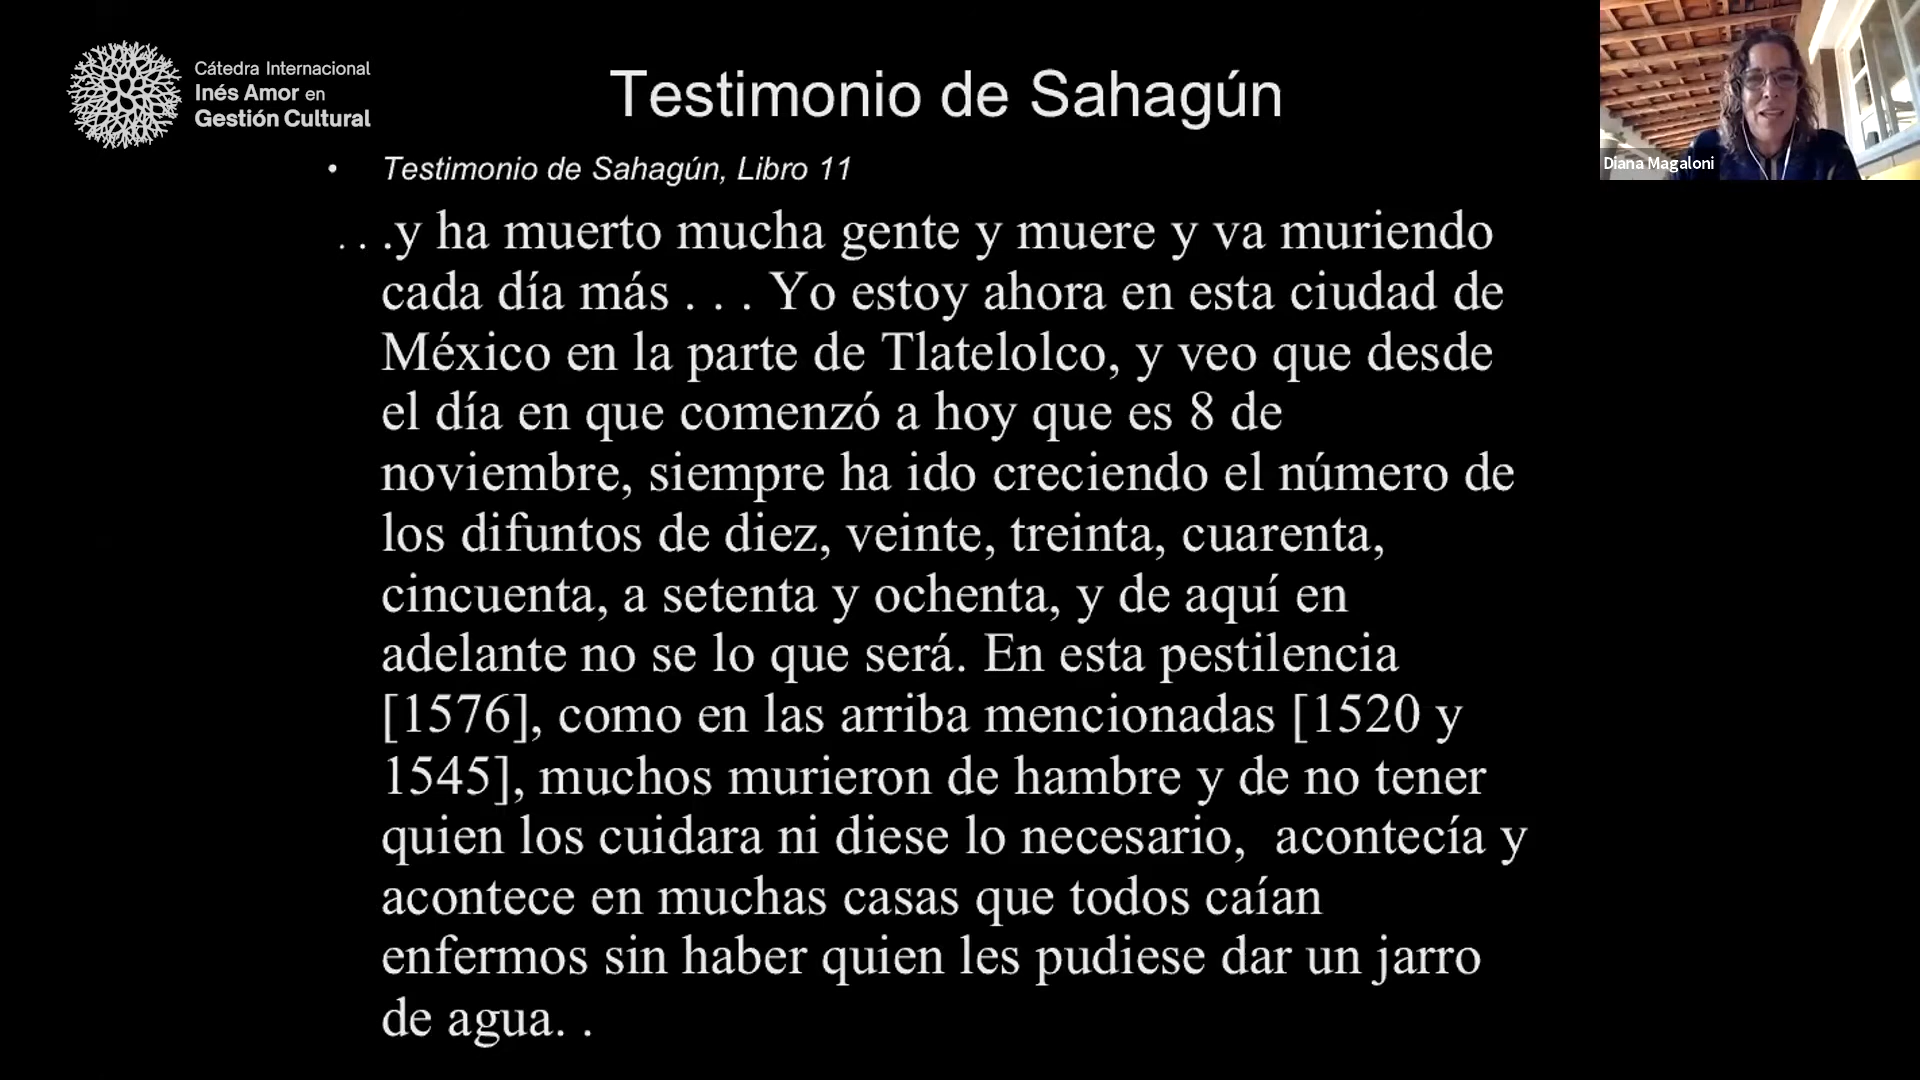 Cátedra Internacional
Inés Amor en
Gestión Cultural
Testimonio de Sahagún
Diana Magaloni
• Testimonio de Sahagún, Libro 11
. . .y ha muerto mucha gente y muere y va muriendo
cada día más . . . Yo estoy ahora en esta ciudad de
México en la parte de Tlatelolco, y veo que desde
el día en que comenzó a hoy que es 8 de
noviembre, siempre ha ido creciendo el número de
los difuntos de diez, veinte, treinta, cuarenta,
cincuenta, a setenta y ochenta, y de aquí en
adelante no se lo que será. En esta pestilencia
[1576], como en las arriba mencionadas [1520 y
1545], muchos murieron de hambre y de no tener
quien los cuidara ni diese lo necesario,  acontecía y
acontece en muchas casas que todos caían
enfermos sin haber quien les pudiese dar un jarro
de agua. .